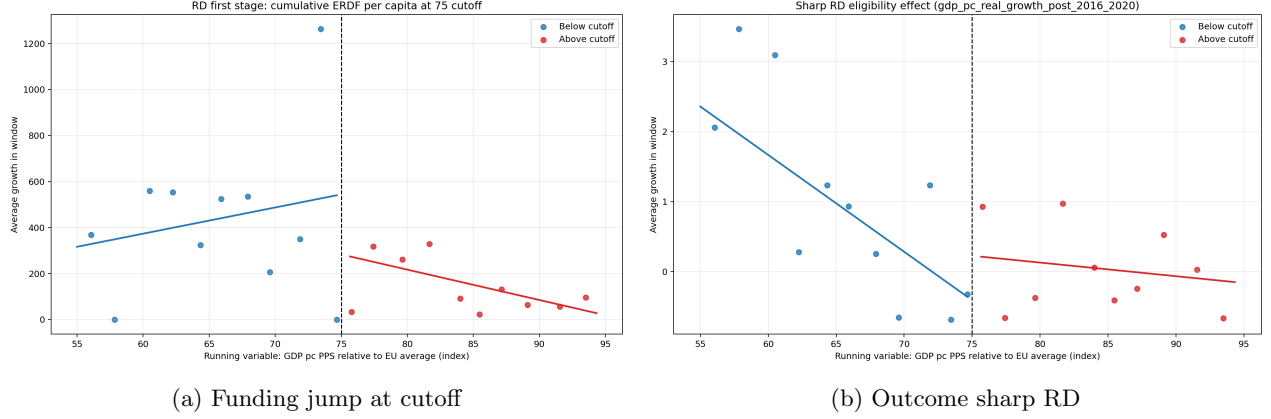 RD first stage: cumulative ERDF per capita at 75 cutoff
Average growth in window
1200
1000
800
600
400
200
0
55 60 65 70 75 80 85 90 95
Running variable: GDP pc PPS relative to EU average (index)
Below cutoff
Above cutoff
(a) Funding jump at cutoff
Sharp RD eligibility effect (gdp_pc_real_growth_post_2016_2020)
Average growth in window
3
2
1
0
55 60 65 70 75 80 85 90 95
Running variable: GDP pc PPS relative to EU average (index)
Below cutoff
Above cutoff
(b) Outcome sharp RD